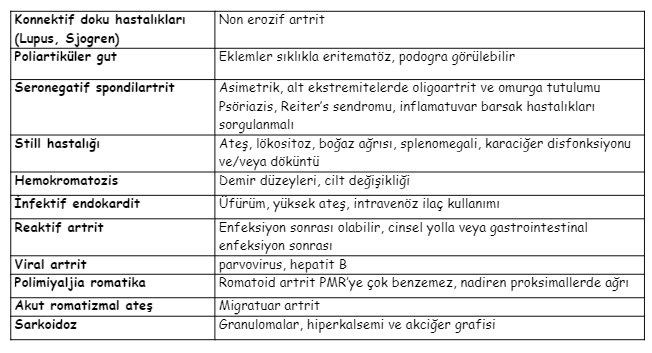 Konnektif doku hastalıkları Non erozif artrit
(Lupus, Sjogren)
Poliartiküler gut Eklemler sıklıkla eritematöz, podogra görülebilir
Seronegatif spondilartrit Asimetrik, alt ekstremitelerde oligoartrit ve omurga tutulumu
Psöriazis, Reiter's sendromu, inflamatuvar barsak hastalıkları
sorgulanmalı
Still hastalığı Ateş, lökositoz, boğaz ağrısı, splenomegali, karaciğer disfonksiyonu
ve/veya döküntü
Hemokromatozis Demir düzeyleri, cilt değişikliği
İnfektif endokardit Üfürüm, yüksek ateş, intravenöz ilaç kullanımı
Reaktif artrit Enfeksiyon sonrası olabilir, cinsel yolla veya gastrointestinal
enfeksiyon sonrası
Viral artrit parvovirus, hepatit B
Polimiyaljia romatika Romatoid artrit PMR'ye çok benzemez, nadiren proksimallerde ağrı
Akut romatizmal ateş Migratuar artrit
Sarkoidoz Granulomalar, hiperkalsemi ve akciğer grafisi